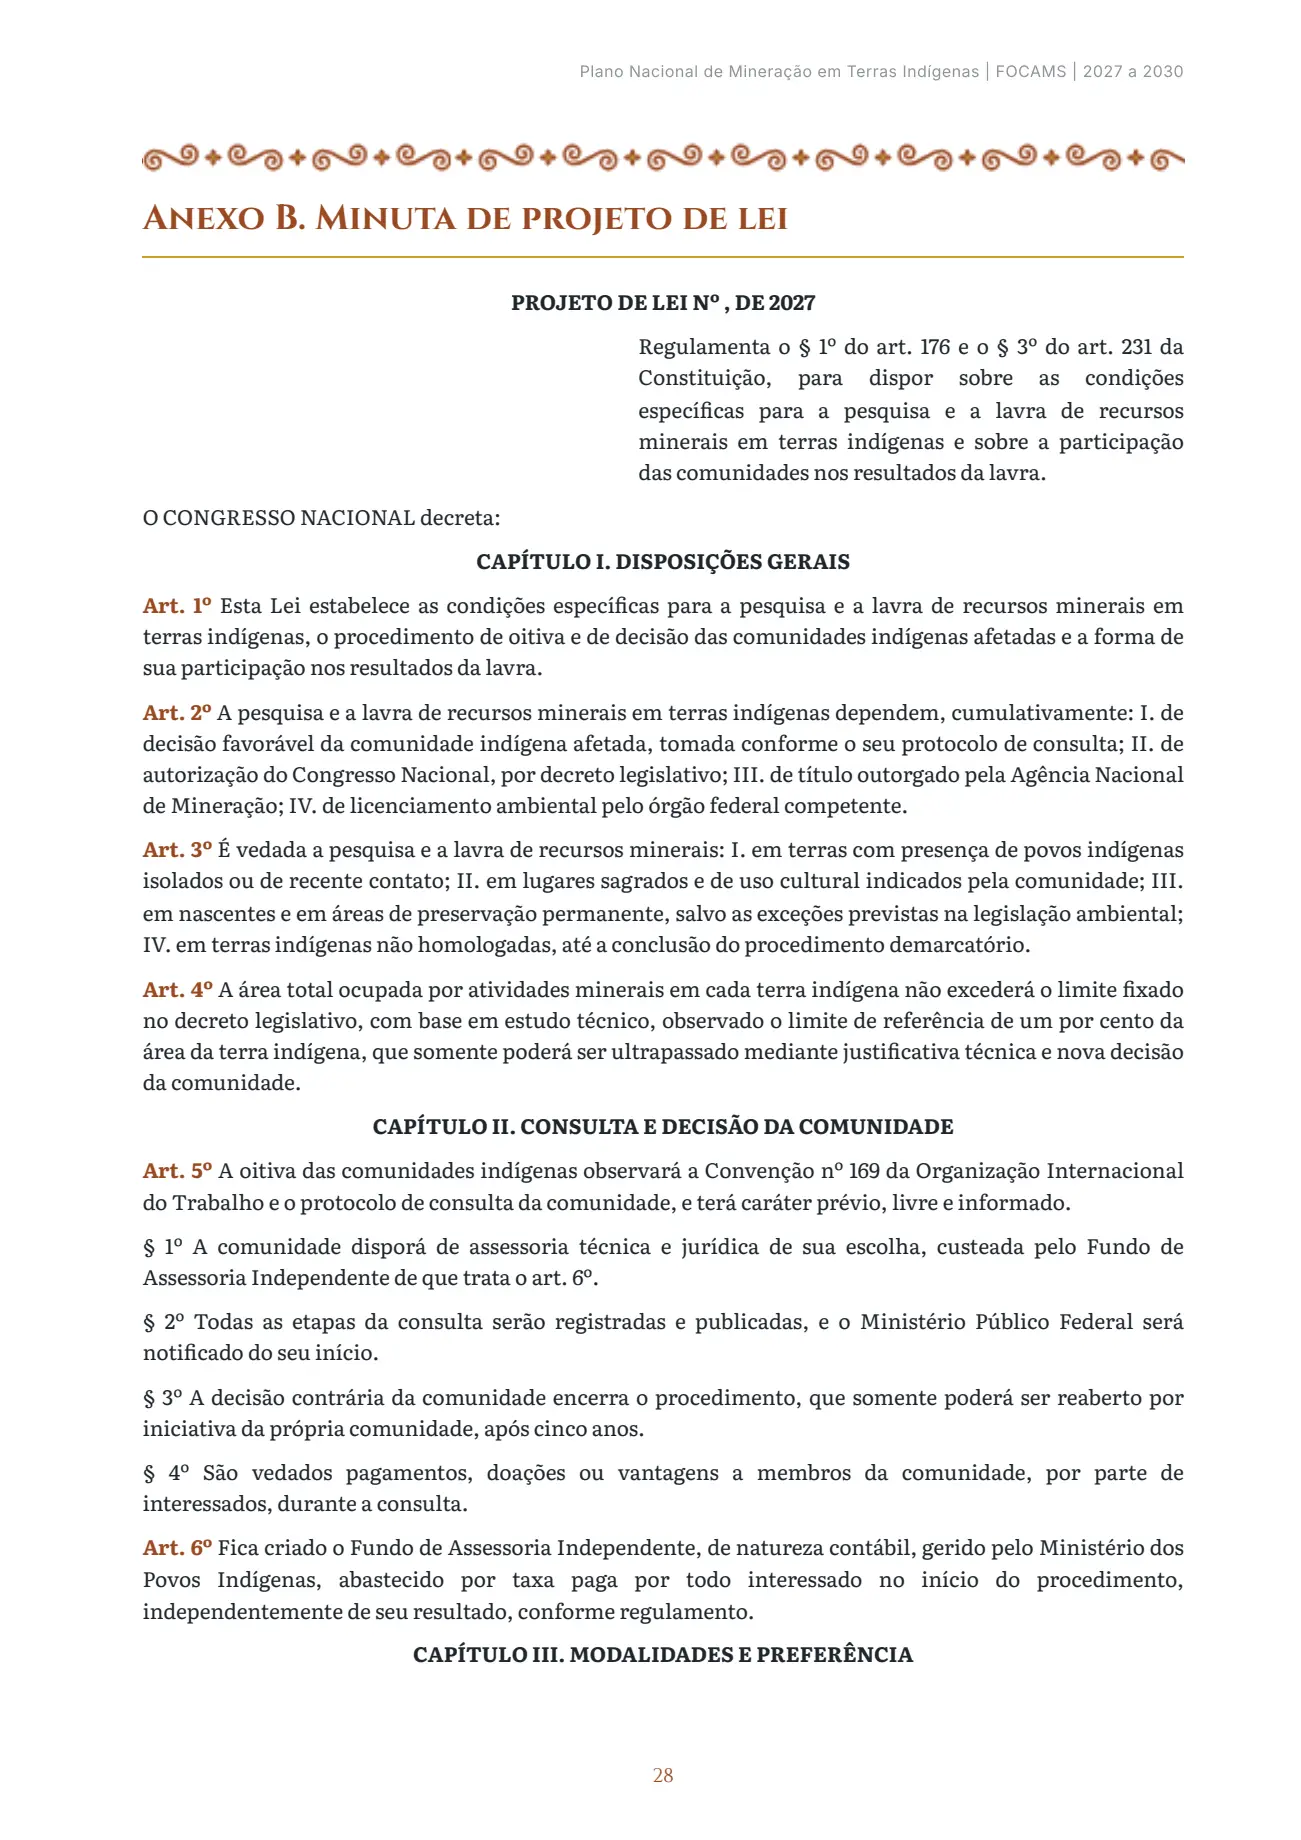 Plano Nacional de Mineração em Terras Indígenas | FOCAMS | 2027 a 2030
Anexo B. Minuta de projeto de lei
PROJETO DE LEI Nº , DE 2027
Regulamenta o § 1º do art. 176 e o § 3º do art. 231 da
Constituição, para dispor sobre as condições
específicas para a pesquisa e a lavra de recursos
minerais em terras indígenas e sobre a participação
das comunidades nos resultados da lavra.
O CONGRESSO NACIONAL decreta:
CAPÍTULO I. DISPOSIÇÕES GERAIS
Art. 1º Esta Lei estabelece as condições específicas para a pesquisa e a lavra de recursos minerais em
terras indígenas, o procedimento de oitiva e de decisão das comunidades indígenas afetadas e a forma de
sua participação nos resultados da lavra.
Art. 2º A pesquisa e a lavra de recursos minerais em terras indígenas dependem, cumulativamente: I. de
decisão favorável da comunidade indígena afetada, tomada conforme o seu protocolo de consulta; II. de
autorização do Congresso Nacional, por decreto legislativo; III. de título outorgado pela Agência Nacional
de Mineração; IV. de licenciamento ambiental pelo órgão federal competente.
Art. 3º É vedada a pesquisa e a lavra de recursos minerais: I. em terras com presença de povos indígenas
isolados ou de recente contato; II. em lugares sagrados e de uso cultural indicados pela comunidade; III.
em nascentes e em áreas de preservação permanente, salvo as exceções previstas na legislação ambiental;
IV. em terras indígenas não homologadas, até a conclusão do procedimento demarcatório.
Art. 4º A área total ocupada por atividades minerais em cada terra indígena não excederá o limite fixado
no decreto legislativo, com base em estudo técnico, observado o limite de referência de um por cento da
área da terra indígena, que somente poderá ser ultrapassado mediante justificativa técnica e nova decisão
da comunidade.
CAPÍTULO II. CONSULTA E DECISÃO DA COMUNIDADE
Art. 5º A oitiva das comunidades indígenas observará a Convenção nº 169 da Organização Internacional
do Trabalho e o protocolo de consulta da comunidade, e terá caráter prévio, livre e informado.
§ 1º A comunidade disporá de assessoria técnica e jurídica de sua escolha, custeada pelo Fundo de
Assessoria Independente de que trata o art. 6º.
§ 2º Todas as etapas da consulta serão registradas e publicadas, e o Ministério Público Federal será
notificado do seu início.
§ 3º A decisão contrária da comunidade encerra o procedimento, que somente poderá ser reaberto por
iniciativa da própria comunidade, após cinco anos.
§ 4º São vedados pagamentos, doações ou vantagens a membros da comunidade, por parte de
interessados, durante a consulta.
Art. 6º Fica criado o Fundo de Assessoria Independente, de natureza contábil, gerido pelo Ministério dos
Povos Indígenas, abastecido por taxa paga por todo interessado no início do procedimento,
independentemente de seu resultado, conforme regulamento.
CAPÍTULO III. MODALIDADES E PREFERÊNCIA
28